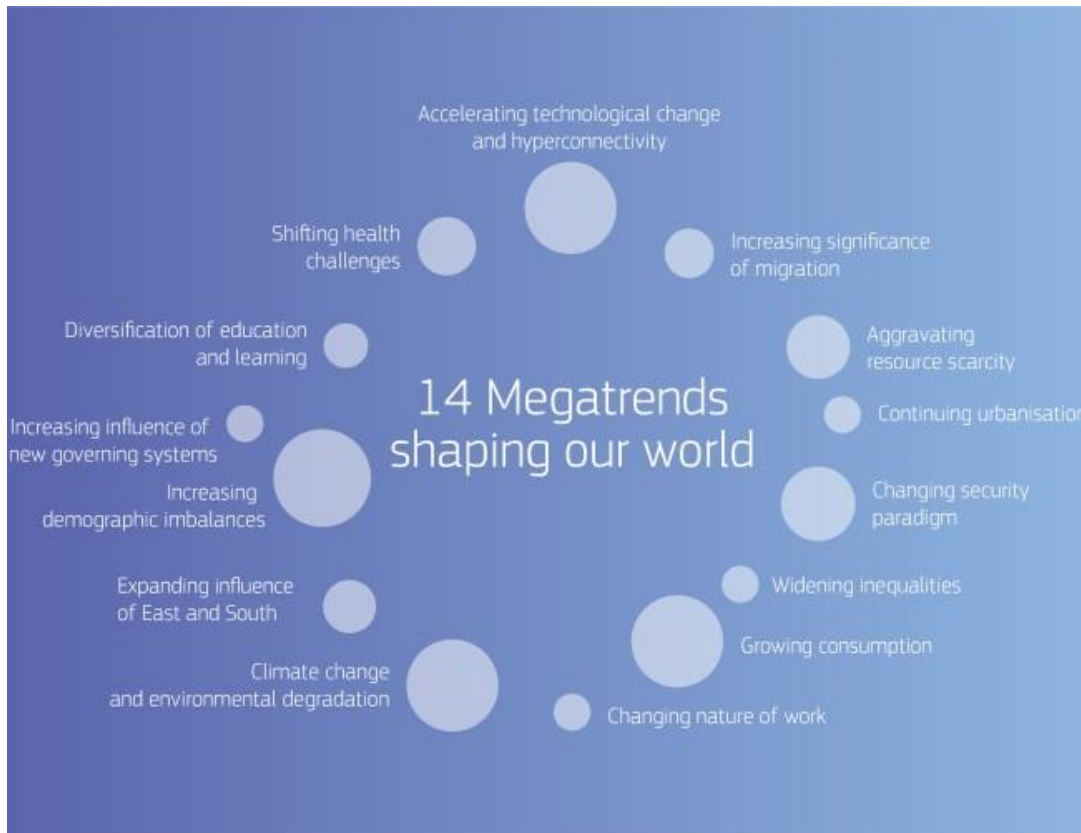 Accelerating technological change
and hyperconnectivity
Shifting health
challenges
Increasing significance
of migration
Diversification of education
and learning
Aggravating
resource scarcity
14 Megatrends
shaping our world
Continuing urbanisation
Increasing influence of
new governing systems
Increasing
demographic imbalances
Changing security
paradigm
Expanding influence
of East and South
Widening inequalities
Growing consumption
Climate change
and environmental degradation
Changing nature of work